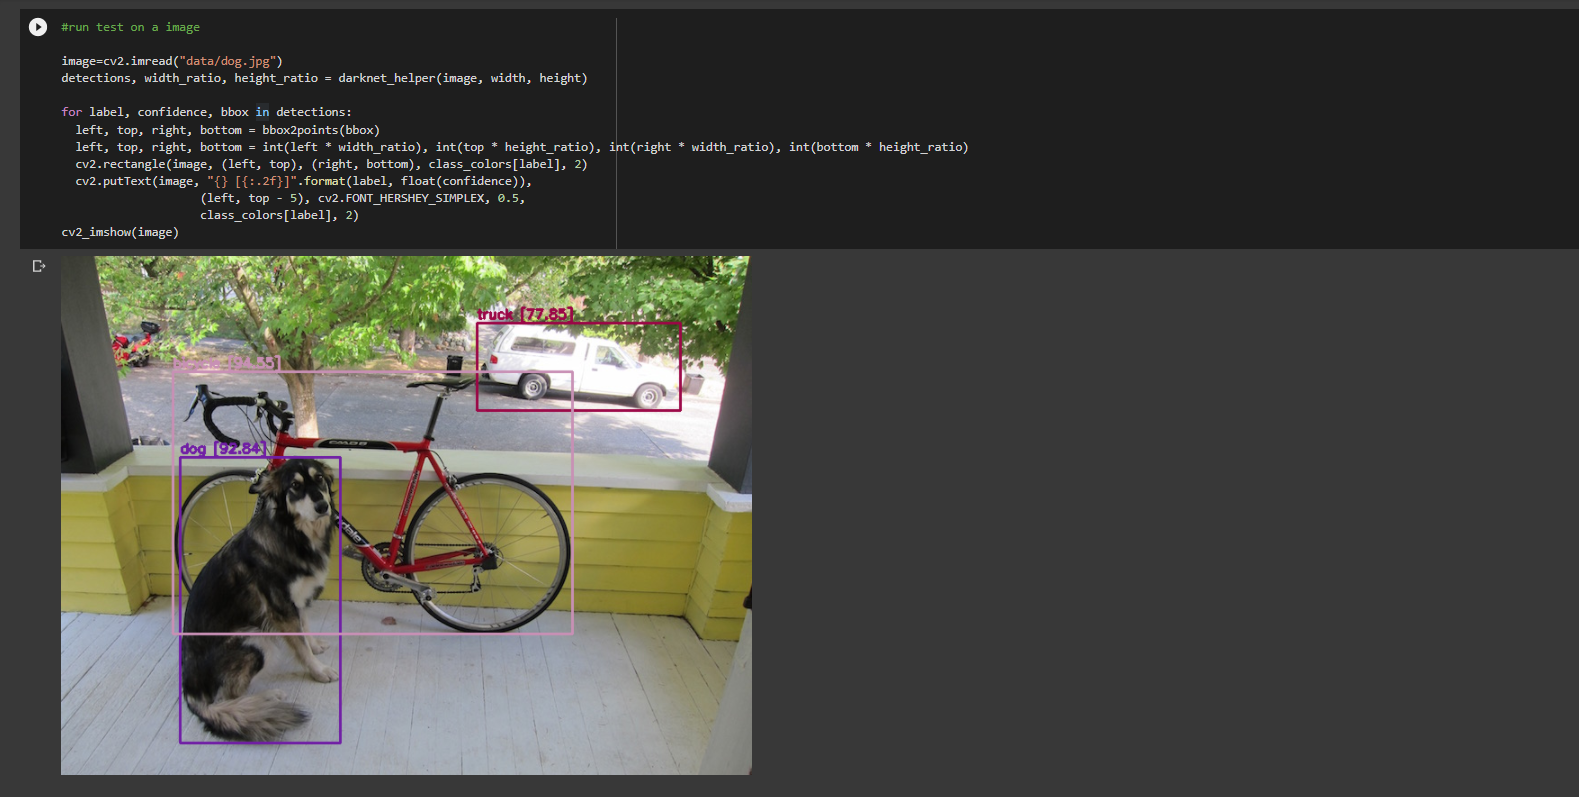 #run test on a image
image=cv2.imread("data/dog.jpg")
detections, width_ratio, height_ratio = darknet_helper(image, width, height)
for label, confidence, bbox in detections:
left, top, right, bottom = bbox2points(bbox)
left, top, right, bottom = int(left * width_ratio), int(top * height_ratio), int(right * width_ratio), int(bottom * height_ratio)
cv2.rectangle(image, (left, top), (right, bottom), class_colors[label], 2)
cv2.putText(image, "{} [{:.2f}]".format(label, float(confidence)),
(left, top - 5), cv2.FONT_HERSHEY_SIMPLEX, 0.5,
class_colors[label], 2)
cv2_imshow(image)
truck [77.85]
dog [92.84]